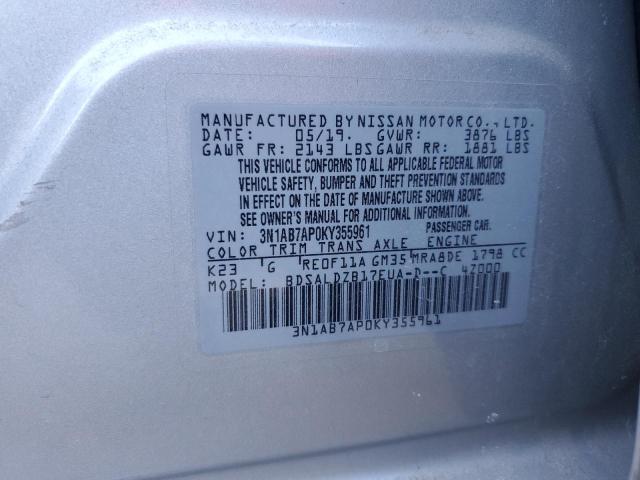 MANUFACTURED BY NISSAN MOTOR CO., LTD.
DATE: 05/19. GVWR: 3876 LBS
GAWR FR: 2143 LBS GAWR RR: 1881 LBS
THIS VEHICLE CONFORMS TO ALL APPLICABLE FEDERAL MOTOR
VEHICLE SAFETY, BUMPER AND THEFT PREVENTION STANDARDS
IN EFFECT ON THE DATE OF MANUFACTURE SHOWN ABOVE.
SEE OWNER'S MANUAL FOR ADDITIONAL INFORMATION.
VIN: 3N1AB7AP0KY355961 PASSENGER CAR.
COLOR TRIM TRANS AXLE ENGINE
K23 G RE0F11A GM35 MRA8DE 1798 CC
MODEL: BDSALDZB17EUA-D--C 47000
3N1AB7AP0KY355961